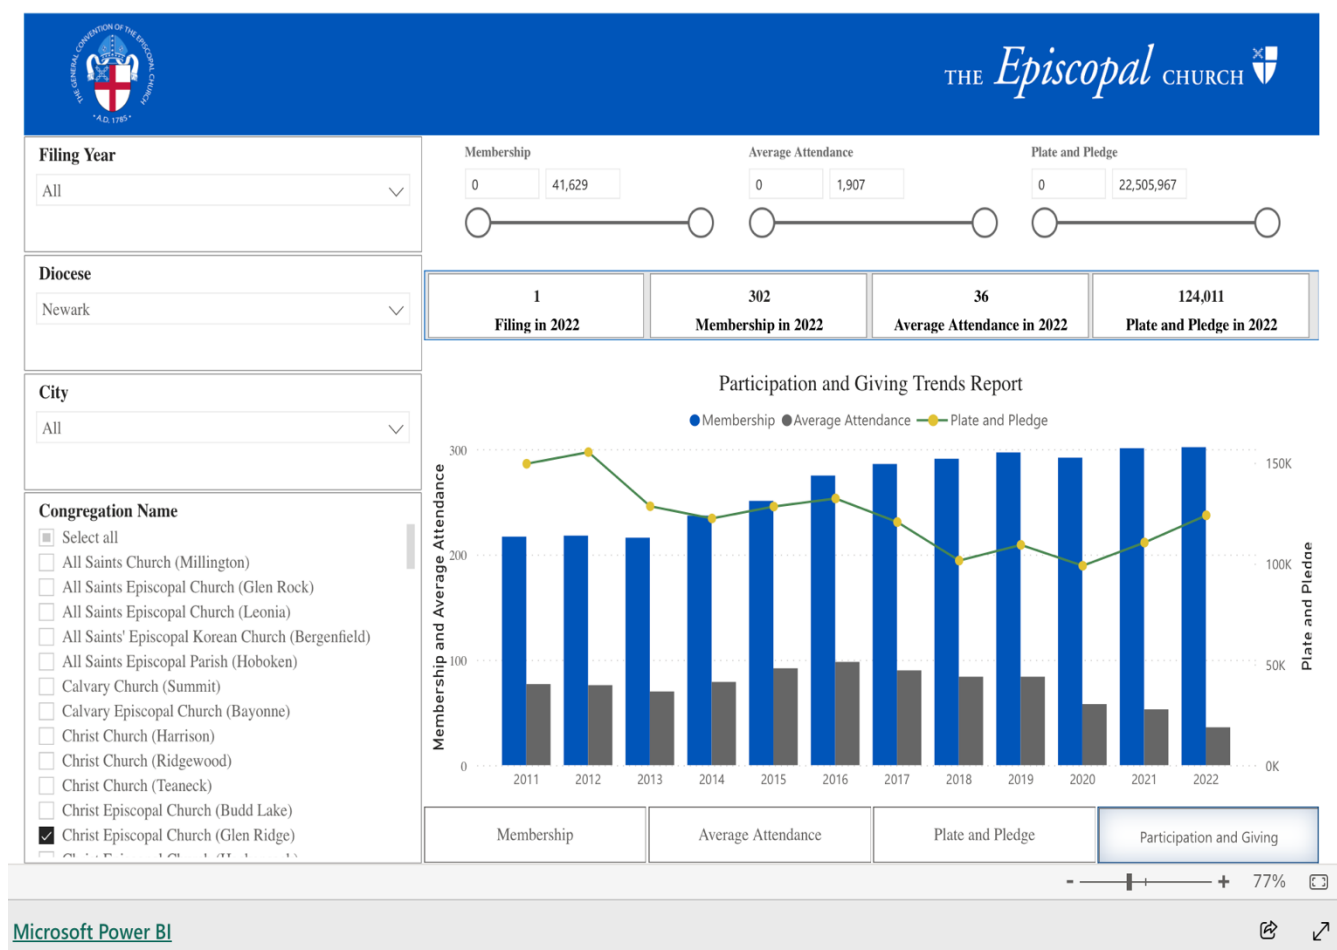 THE GENERAL CONVENTION OF THE EPISCOPAL CHURCH
· A.D. 1785 ·
THE Episcopal CHURCH
Filing Year
All
Diocese
Newark
City
All
Congregation Name
Select all
All Saints Church (Millington)
All Saints Episcopal Church (Glen Rock)
All Saints Episcopal Church (Leonia)
All Saints' Episcopal Korean Church (Bergenfield)
All Saints Episcopal Parish (Hoboken)
Calvary Church (Summit)
Calvary Episcopal Church (Bayonne)
Christ Church (Harrison)
Christ Church (Ridgewood)
Christ Church (Teaneck)
Christ Episcopal Church (Budd Lake)
Christ Episcopal Church (Glen Ridge)
Membership
0 41,629
Average Attendance
0 1,907
Plate and Pledge
0 22,505,967
1
Filing in 2022
302
Membership in 2022
36
Average Attendance in 2022
124,011
Plate and Pledge in 2022
Participation and Giving Trends Report
Membership Average Attendance Plate and Pledge
Membership and Average Attendance
300
200
100
0
150K
100K
50K
0K
Plate and Pledge
2011 2012 2013 2014 2015 2016 2017 2018 2019 2020 2021 2022
Membership
Average Attendance
Plate and Pledge
Participation and Giving
- + 77%
Microsoft Power BI